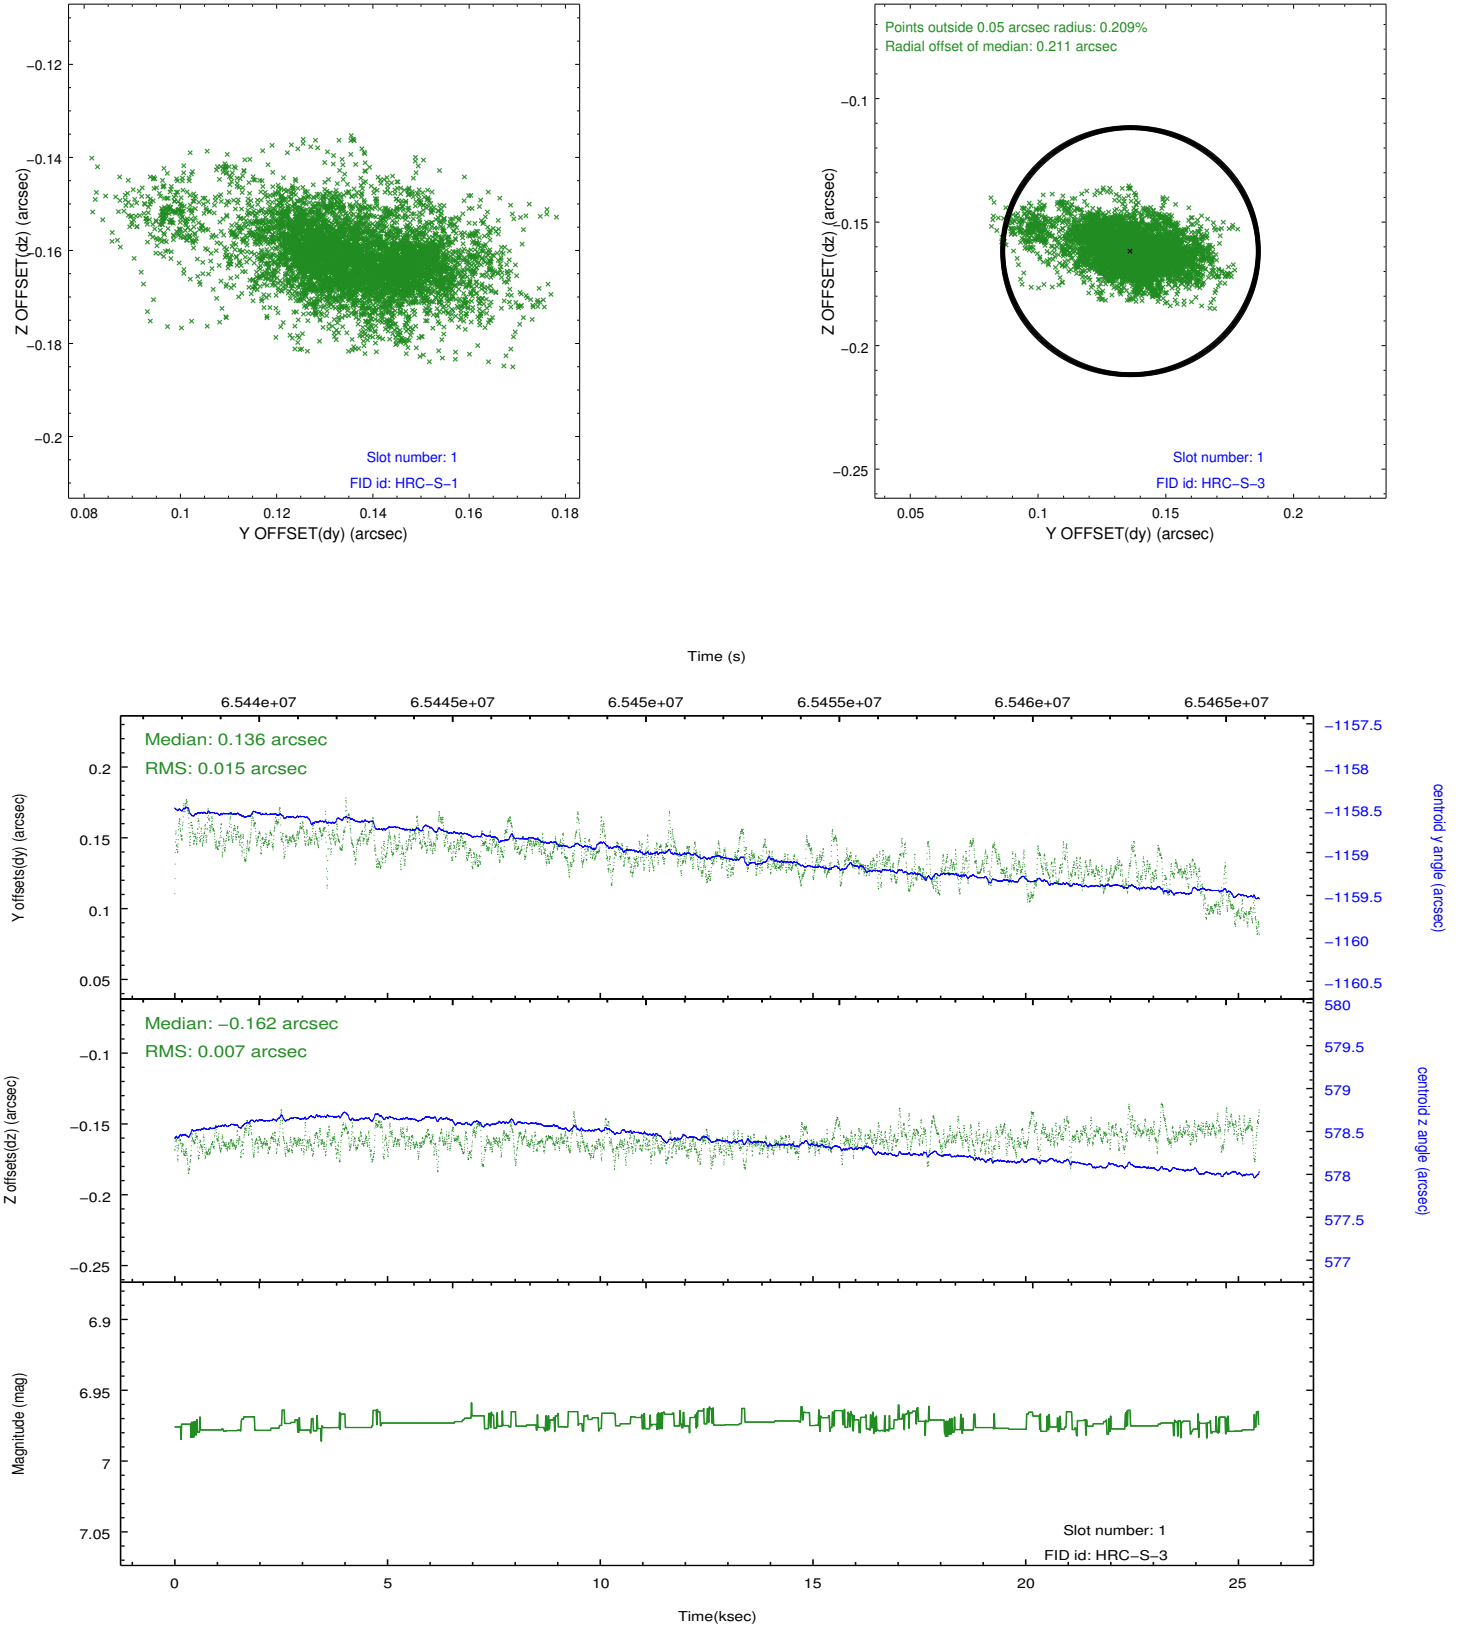 −0.12
−0.14
−0.16
−0.18
−0.2
Z OFFSET(dz) (arcsec)
Slot number: 1
FID id: HRC−S−1
0.08 0.1 0.12 0.14 0.16 0.18
Y OFFSET(dy) (arcsec)
Points outside 0.05 arcsec radius: 0.209%
Radial offset of median: 0.211 arcsec
−0.1
−0.15
−0.2
−0.25
Z OFFSET(dz) (arcsec)
Slot number: 1
FID id: HRC−S−3
0.05 0.1 0.15 0.2
Y OFFSET(dy) (arcsec)
Time (s)
6.544e+07 6.5445e+07 6.545e+07 6.5455e+07 6.546e+07 6.5465e+07
Median: 0.136 arcsec
RMS: 0.015 arcsec
0.2
0.15
0.1
0.05
Y offsets(dy) (arcsec)
−1157.5
−1158
−1158.5
−1159
−1159.5
−1160
−1160.5
centroid y angle (arcsec)
Median: −0.162 arcsec
RMS: 0.007 arcsec
−0.1
−0.15
−0.2
−0.25
Z offsets(dz) (arcsec)
580
579.5
579
578.5
578
577.5
577
centroid z angle (arcsec)
6.9
6.95
7
7.05
Magnitude (mag)
Slot number: 1
FID id: HRC−S−3
0 5 10 15 20 25
Time(ksec)